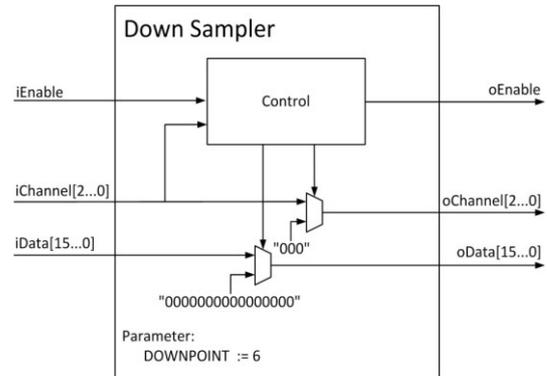 Down Sampler
iEnable
Control
oEnable
iChannel[2...0]
oChannel[2...0]
"000"
iData[15...0]
oData[15...0]
"0000000000000000"
Parameter:
DOWNPOINT := 6